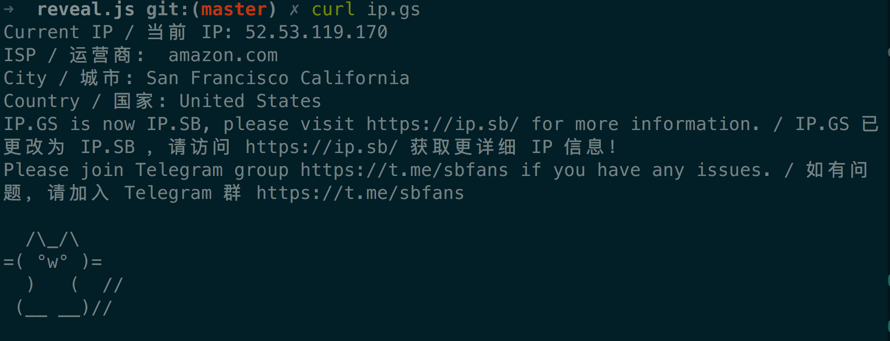 ➜  reveal.js git:(master) ✗ curl ip.gs
Current IP / 当前 IP: 52.53.119.170
ISP / 运营商:  amazon.com
City / 城市: San Francisco California
Country / 国家: United States
IP.GS is now IP.SB, please visit https://ip.sb/ for more information. / IP.GS 已
更改为 IP.SB ，请访问 https://ip.sb/ 获取更详细 IP 信息！
Please join Telegram group https://t.me/sbfans if you have any issues. / 如有问
题，请加入 Telegram 群 https://t.me/sbfans

  /\_/\
=( °w° )=
  )   (  //
 (__ __)//